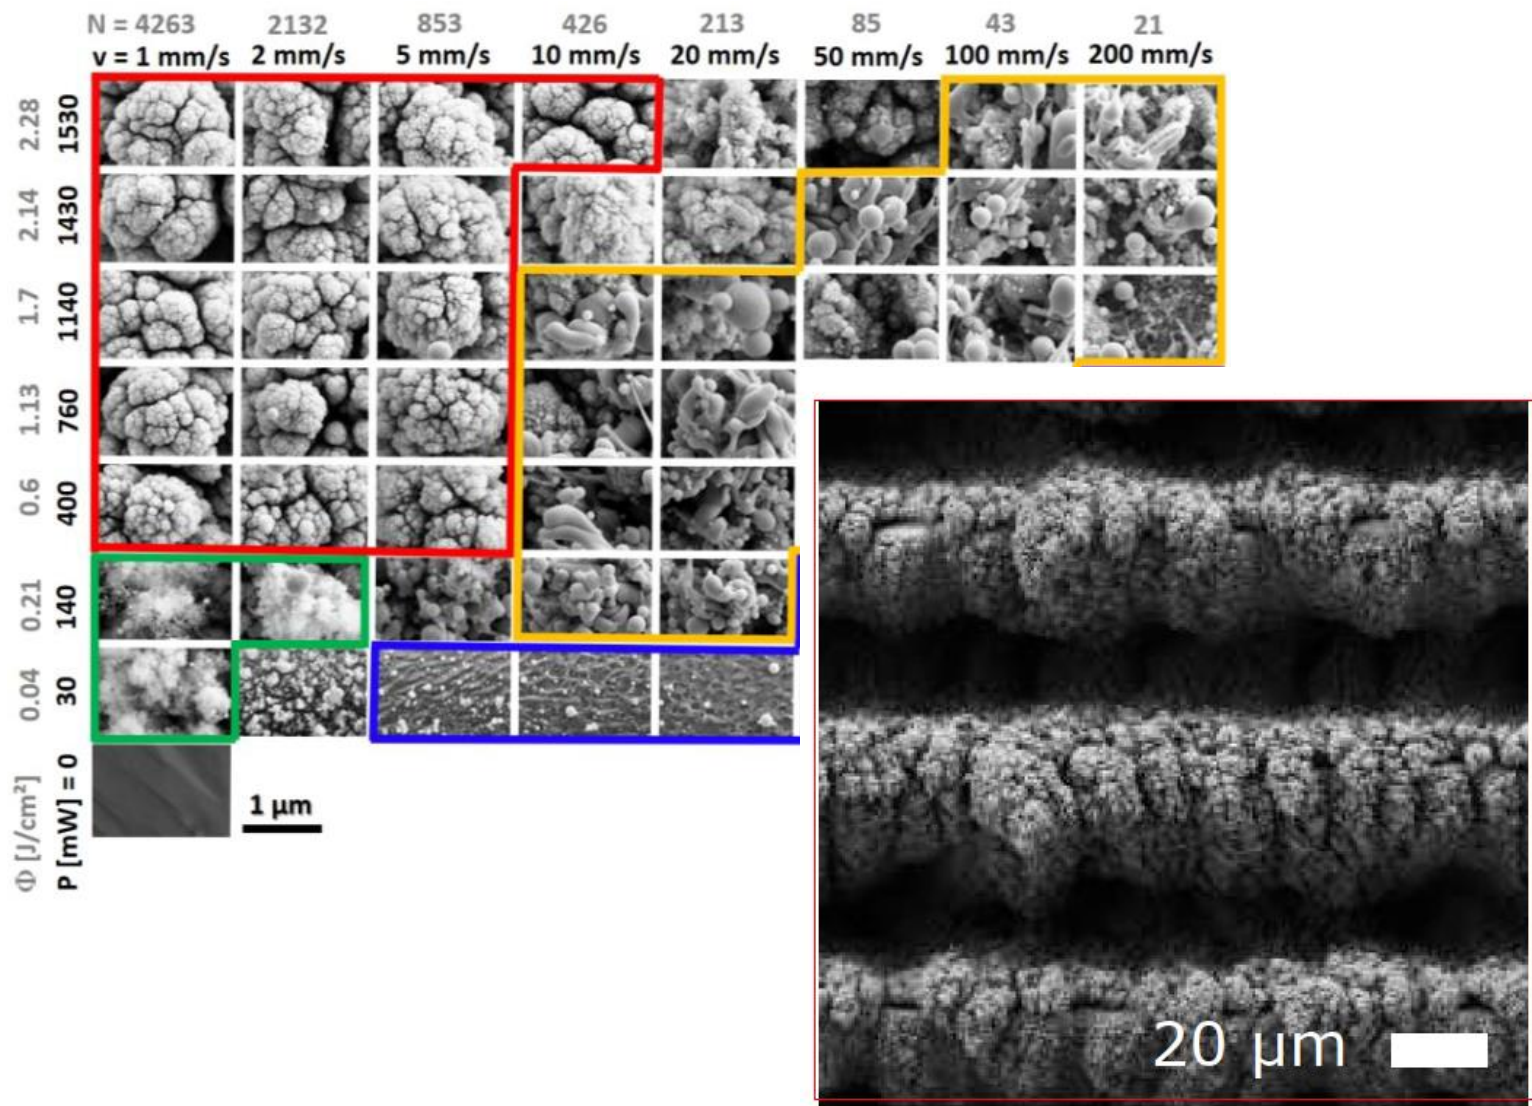 N = 4263 2132 853 426 213 85 43 21
v = 1 mm/s 2 mm/s 5 mm/s 10 mm/s 20 mm/s 50 mm/s 100 mm/s 200 mm/s
2.28 1530
2.14 1430
1.7 1140
1.13 760
0.6 400
0.21 140
0.04 30
Φ [J/cm²]
P [mW] = 0
1 µm
20 µm